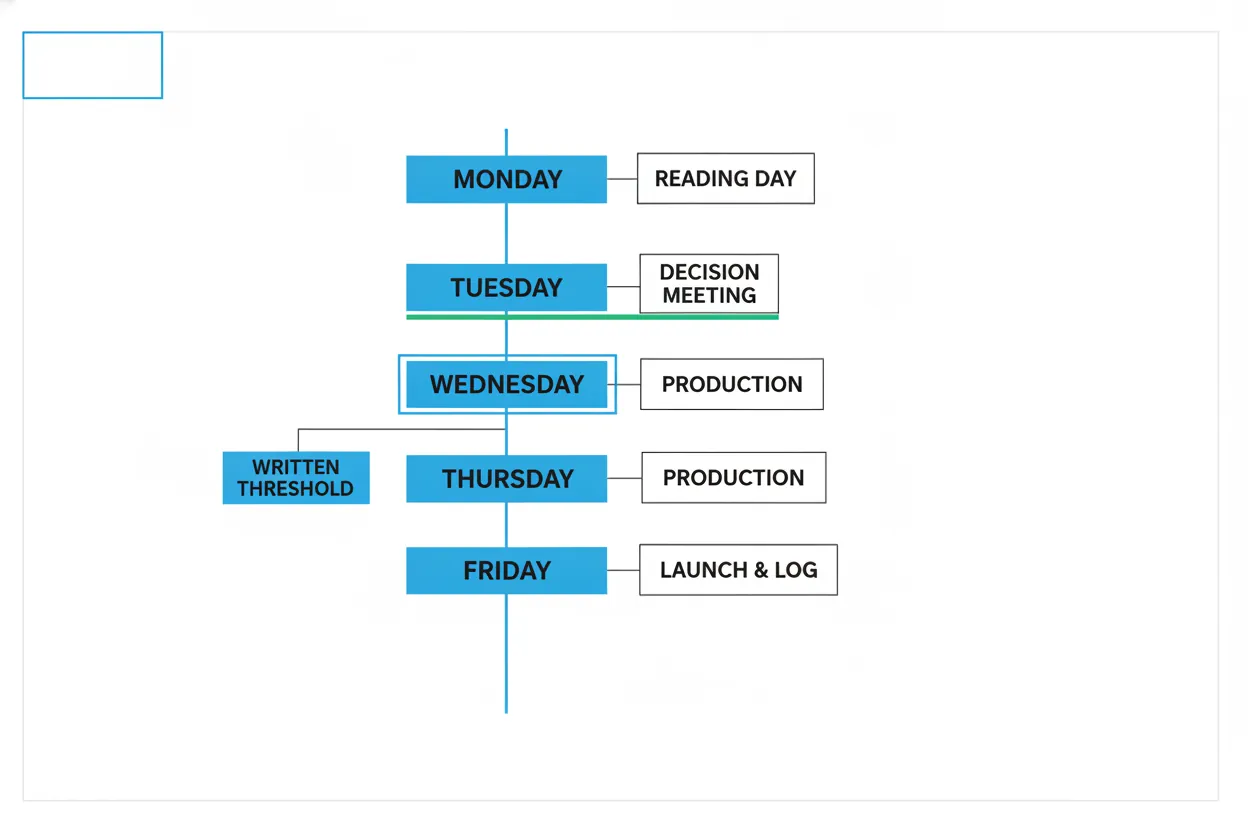 MONDAY
READING DAY
TUESDAY
DECISION
MEETING
WEDNESDAY
PRODUCTION
WRITTEN
THRESHOLD
THURSDAY
PRODUCTION
FRIDAY
LAUNCH & LOG